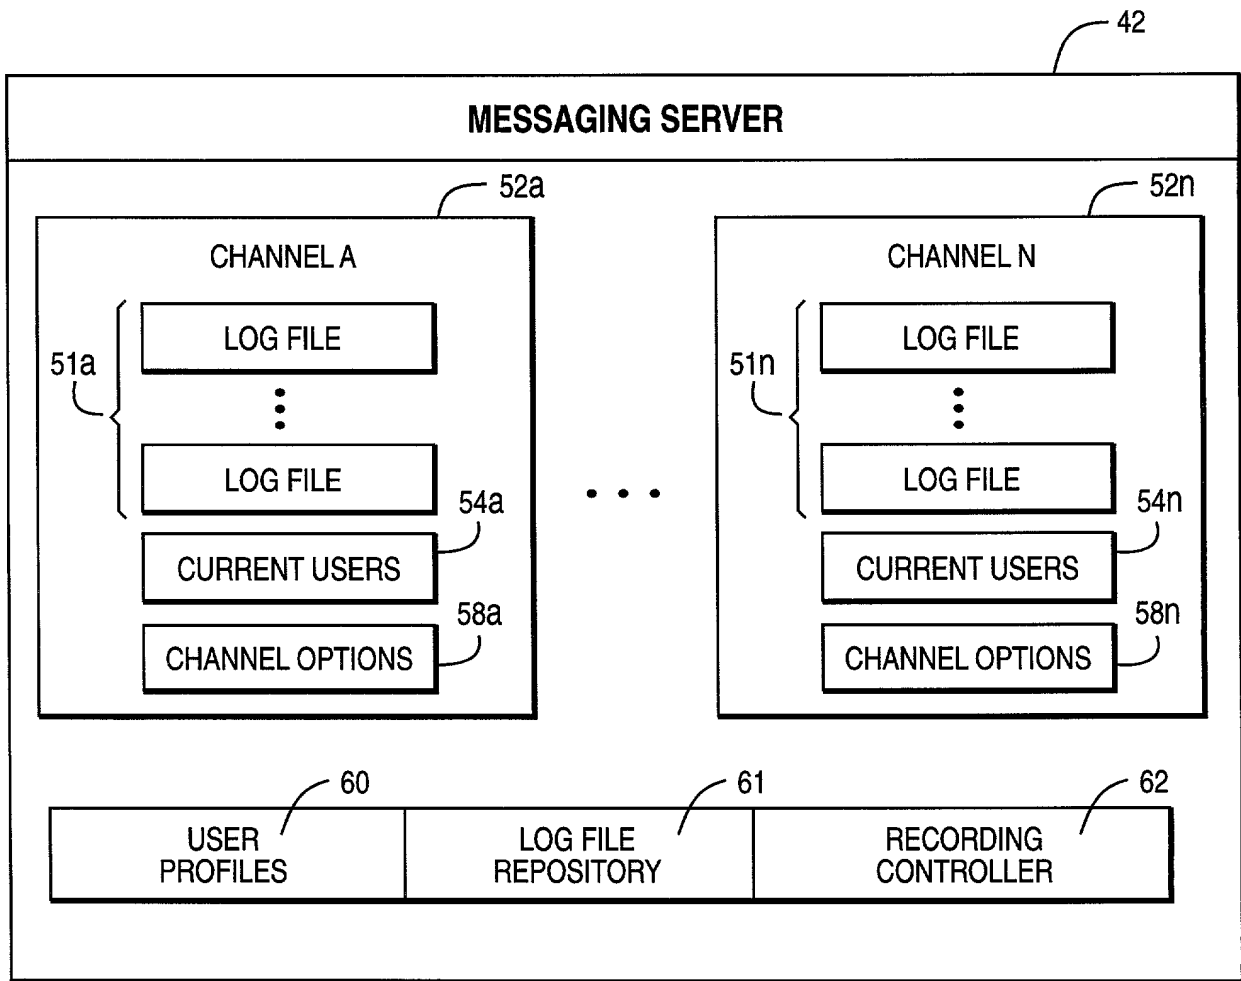 42
MESSAGING SERVER
52a
52n
CHANNEL A
LOG FILE
51a
LOG FILE
54a
CURRENT USERS
58a
CHANNEL OPTIONS
CHANNEL N
LOG FILE
51n
LOG FILE
54n
CURRENT USERS
58n
CHANNEL OPTIONS
60
USER
PROFILES
61
LOG FILE
REPOSITORY
62
RECORDING
CONTROLLER